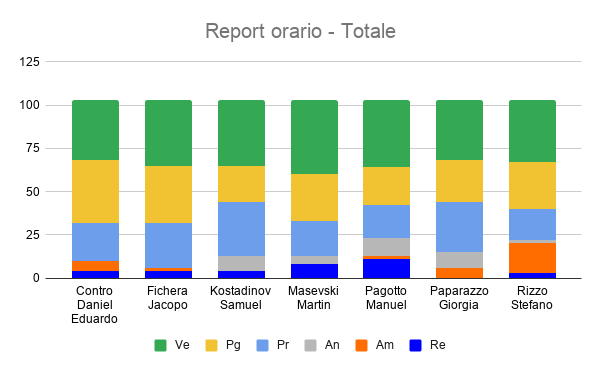 Report orario - Totale
125
100
75
50
25
0
Contro Daniel Eduardo
Fichera Jacopo
Kostadinov Samuel
Masevski Martin
Pagotto Manuel
Paparazzo Giorgia
Rizzo Stefano
Ve Pg Pr An Am Re